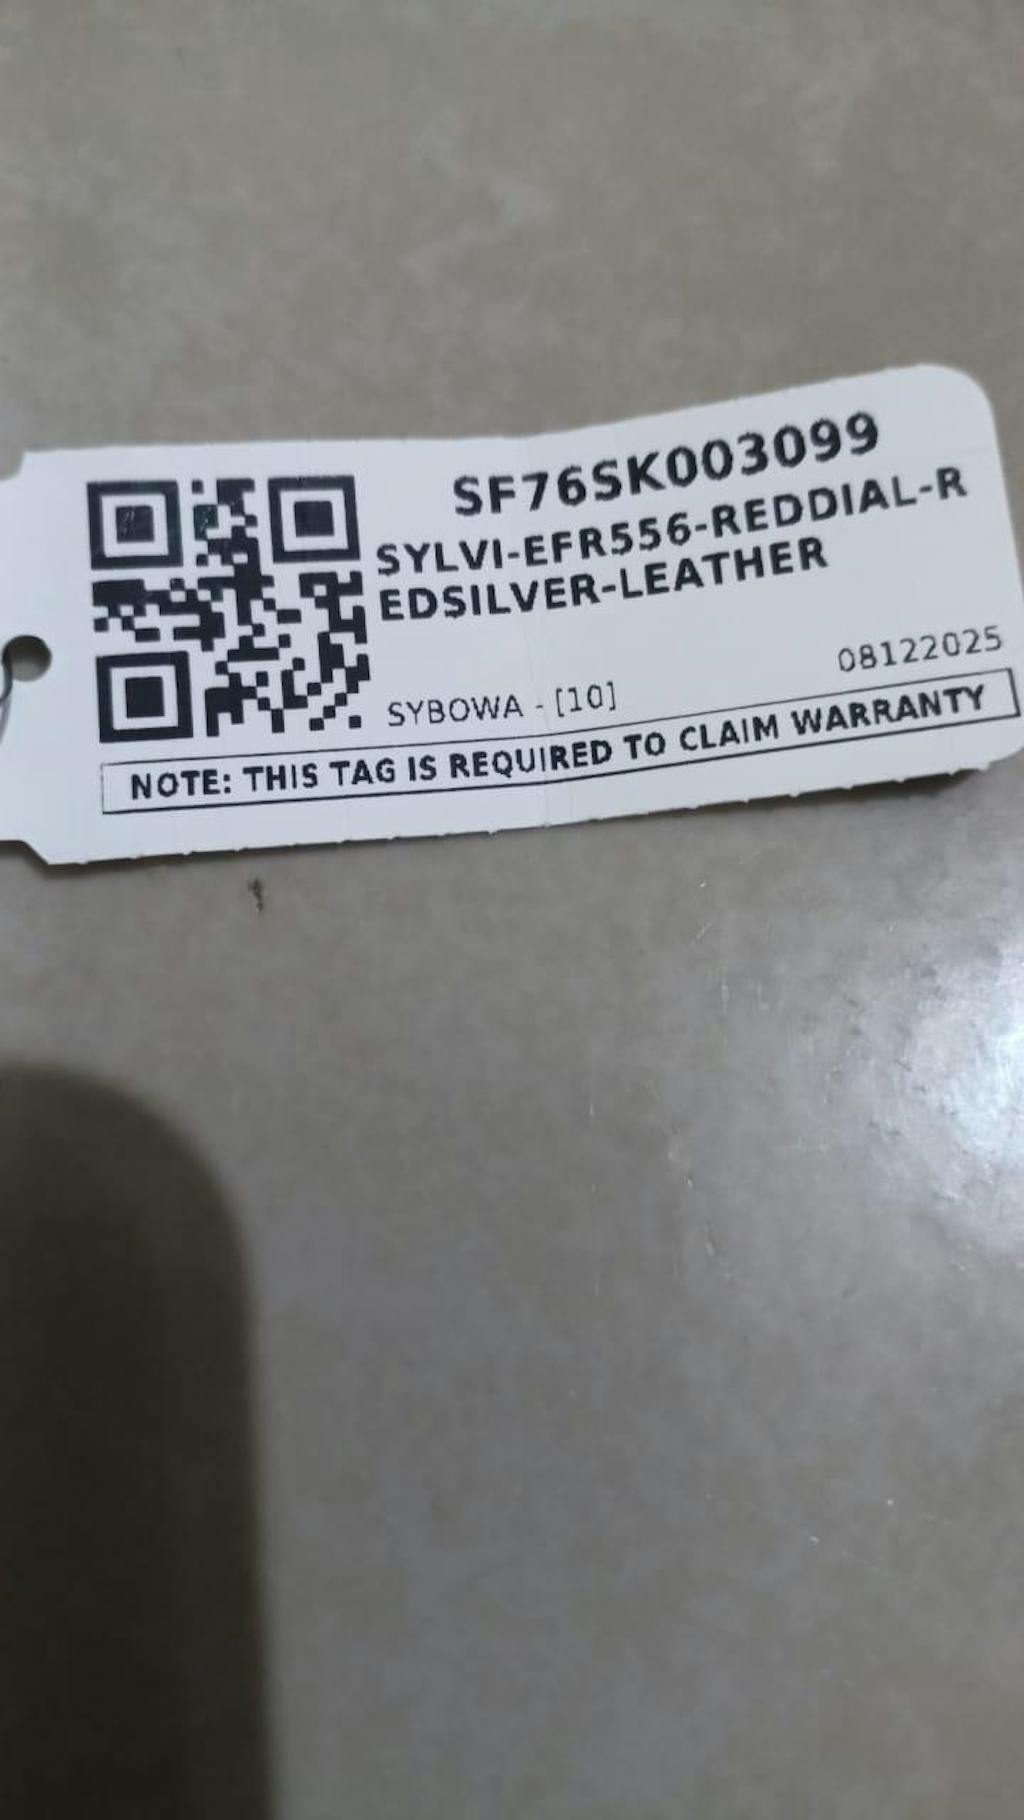 SF76SK003099
SYLVI-EFR556-REDDIAL-R
EDSILVER-LEATHER
08122025
SYBOWA - [10]
NOTE: THIS TAG IS REQUIRED TO CLAIM WARRANTY